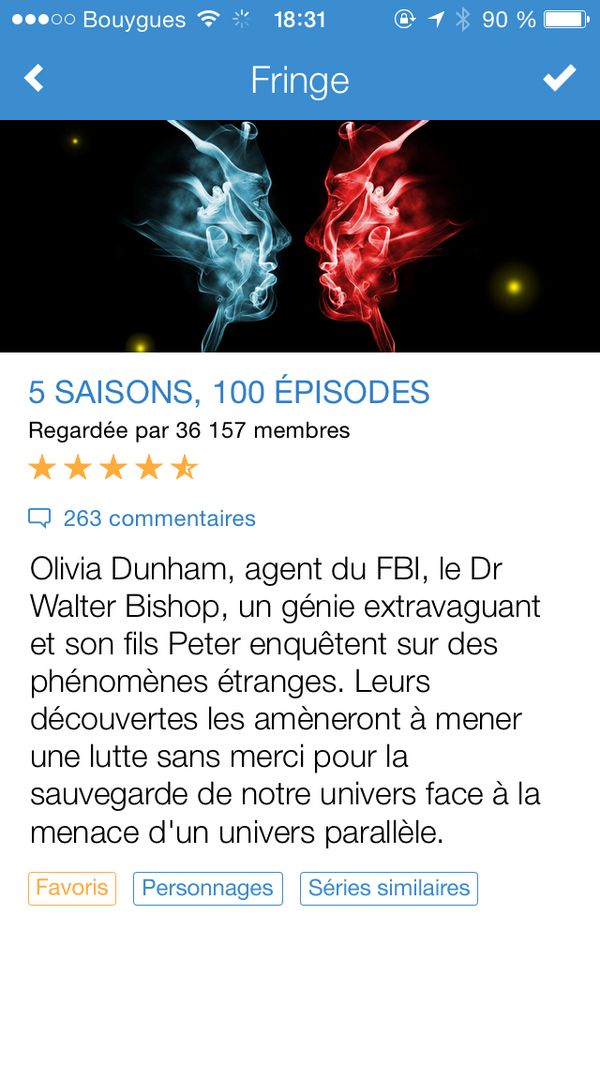 Bouygues 18:31 90 %
Fringe
5 SAISONS, 100 ÉPISODES
Regardée par 36 157 membres
263 commentaires
Olivia Dunham, agent du FBI, le Dr
Walter Bishop, un génie extravaguant
et son fils Peter enquêtent sur des
phénomènes étranges. Leurs
découvertes les amèneront à mener
une lutte sans merci pour la
sauvegarde de notre univers face à la
menace d'un univers parallèle.
Favoris Personnages Séries similaires